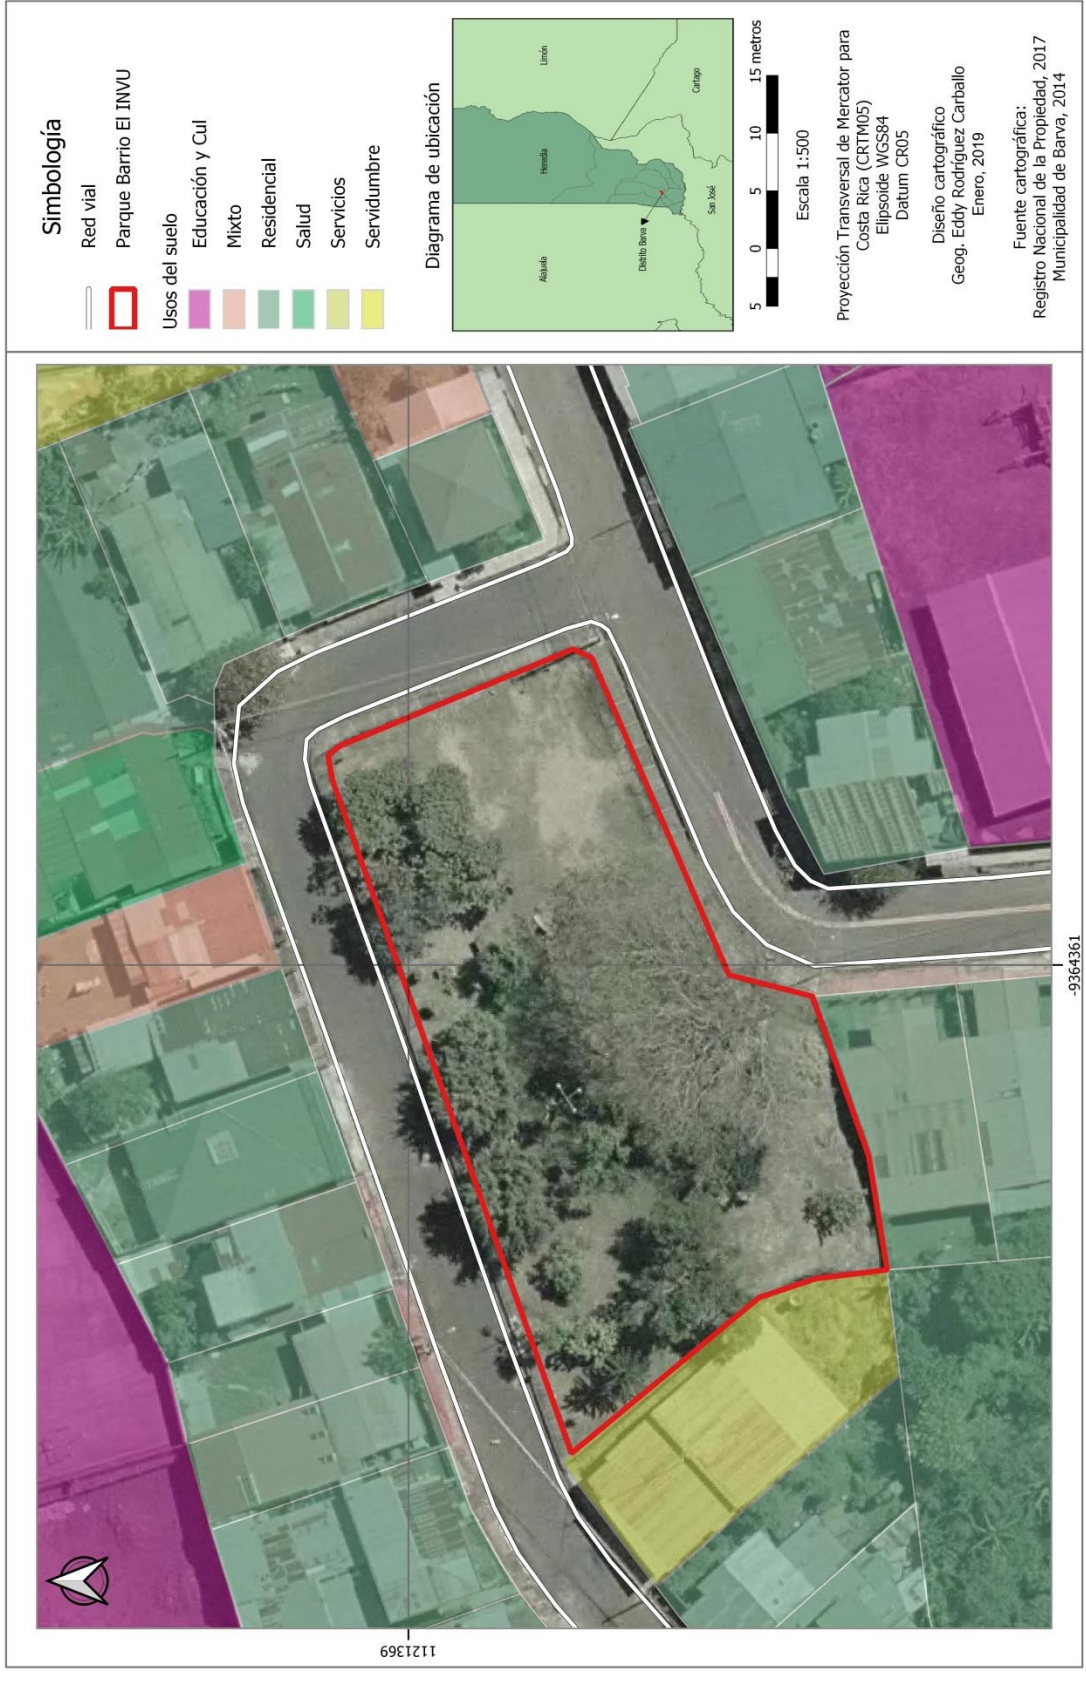 Simbología
Red vial
Parque Barrio El INVU
Usos del suelo
Educación y Cul
Mixto
Residencial
Salud
Servicios
Servidumbre
Diagrama de ubicación
Limón
Heredia
Alajuela
Cartago
San José
Distrito Barva
5 0 5 10 15 metros
Escala 1:500
Proyección Transversal de Mercator para
Costa Rica (CRTM05)
Elipsoide WGS84
Datum CR05
Diseño cartográfico
Geog. Eddy Rodríguez Carballo
Enero, 2019
Fuente cartográfica:
Registro Nacional de la Propiedad, 2017
Municipalidad de Barva, 2014
1121369
-9364361